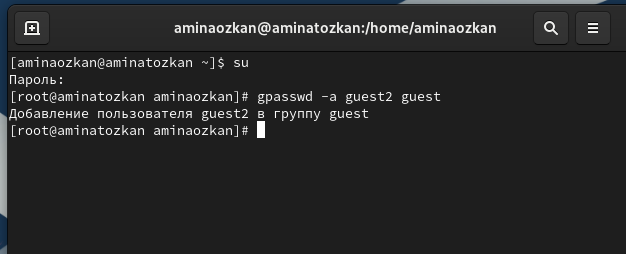 aminaozkan@aminatozkan:/home/aminaozkan
[aminaozkan@aminatozkan ~]$ su
Пароль:
[root@aminatozkan aminaozkan]# gpasswd -a guest2 guest
Добавление пользователя guest2 в группу guest
[root@aminatozkan aminaozkan]#